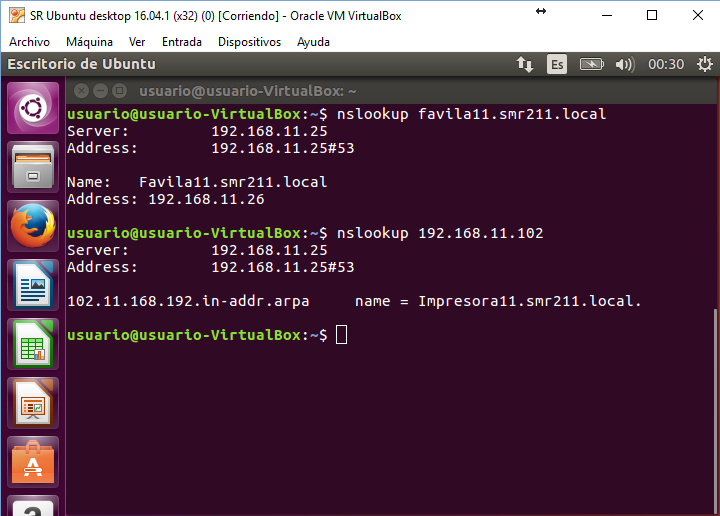 SR Ubuntu desktop 16.04.1 (x32) (0) [Corriendo] - Oracle VM VirtualBox
Archivo Máquina Ver Entrada Dispositivos Ayuda
Escritorio de Ubuntu Es 00:30
usuario@usuario-VirtualBox: ~
usuario@usuario-VirtualBox:~$ nslookup favila11.smr211.local
Server: 192.168.11.25
Address: 192.168.11.25#53
Name: Favila11.smr211.local
Address: 192.168.11.26
usuario@usuario-VirtualBox:~$ nslookup 192.168.11.102
Server: 192.168.11.25
Address: 192.168.11.25#53
102.11.168.192.in-addr.arpa name = Impresora11.smr211.local.
usuario@usuario-VirtualBox:~$